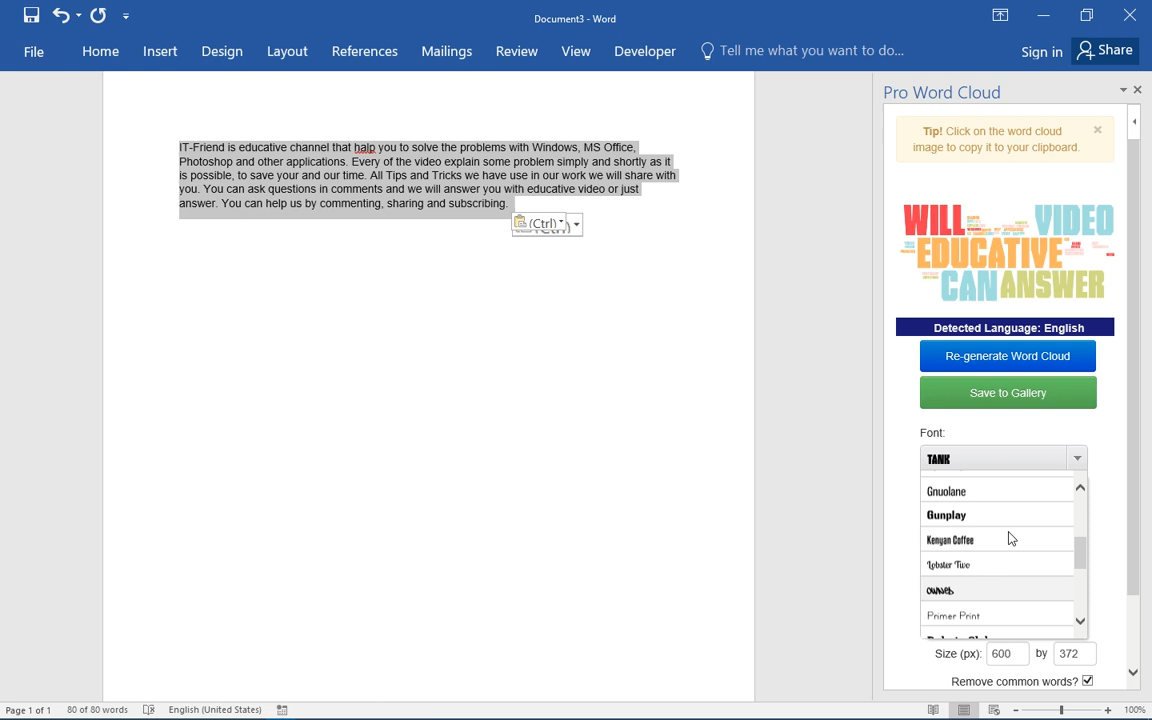 Document3 - Word
File Home Insert Design Layout References Mailings Review View Developer Tell me what you want to do... Sign in Share
IT-Friend is educative channel that halp you to solve the problems with Windows, MS Office,
Photoshop and other applications. Every of the video explain some problem simply and shortly as it
is possible, to save your and our time. All Tips and Tricks we have use in our work we will share with
you. You can ask questions in comments and we will answer you with educative video or just
answer. You can help us by commenting, sharing and subscribing.
(Ctrl)
Pro Word Cloud
Tip! Click on the word cloud
image to copy it to your clipboard.
WILL VIDEO
EDUCATIVE
CAN ANSWER
Detected Language: English
Re-generate Word Cloud
Save to Gallery
Font:
TANK
Gnuolane
Gunplay
Kenyan Coffee
Lobster Two
Primer Print
Size (px): 600 by 372
Remove common words?
Page 1 of 1 80 of 80 words English (United States) 100%